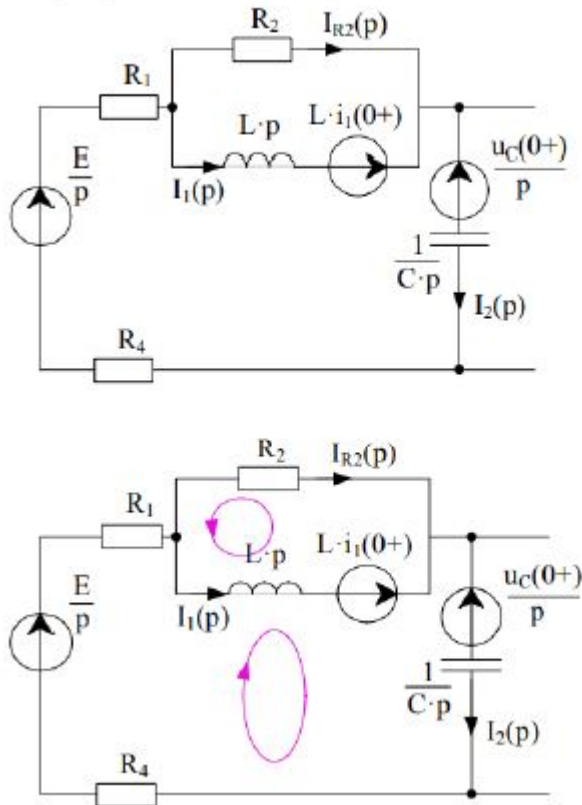 R₂
I_R2(p)
R₁
L·p
L·i₁(0+)
E
p
I₁(p)
u_C(0+)
p
1
C·p
I₂(p)
R₄
R₂
I_R2(p)
R₁
L·p
L·i₁(0+)
E
p
I₁(p)
u_C(0+)
p
1
C·p
I₂(p)
R₄